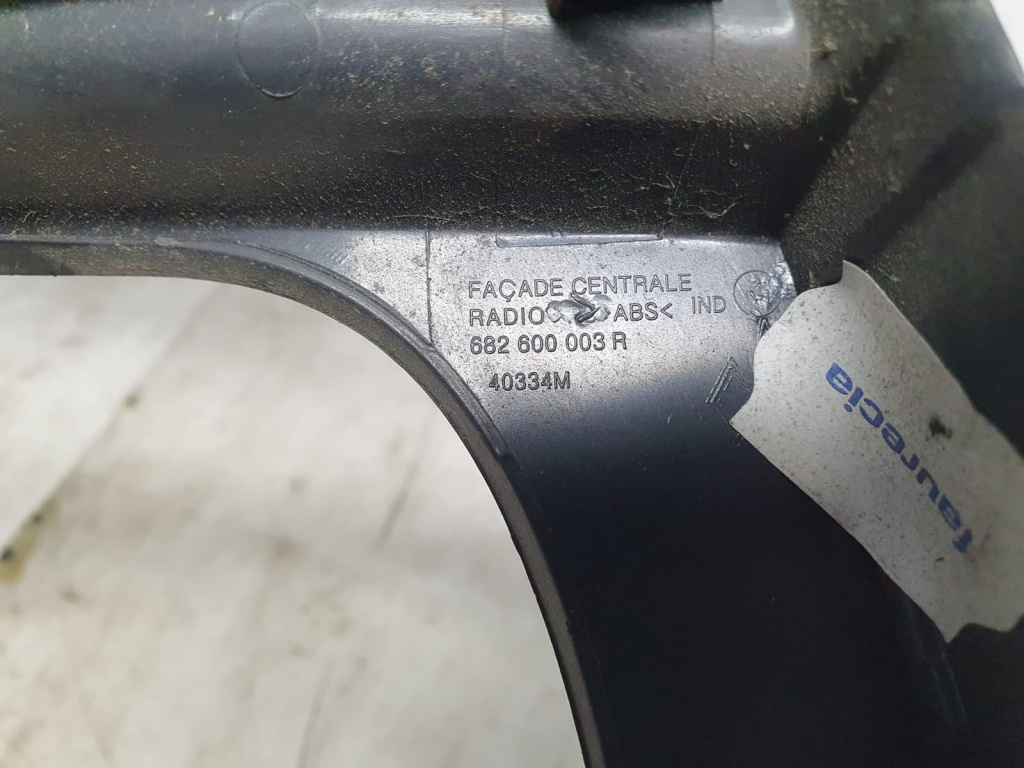 FAÇADE CENTRALE
RADIO >ABS< IND
682 600 003 R
40334M
faurecia